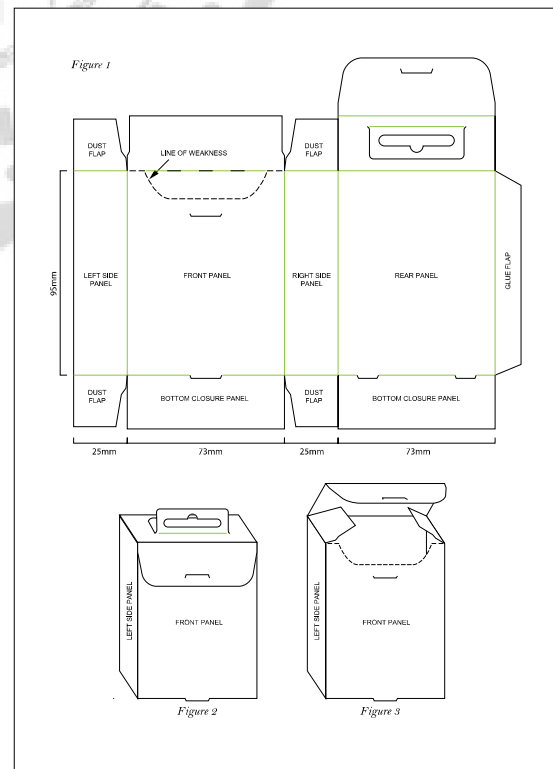 Figure 1
DUST
FLAP
LINE OF WEAKNESS
DUST
FLAP
95mm
LEFT SIDE
PANEL
FRONT PANEL
RIGHT SIDE
PANEL
REAR PANEL
GLUE FLAP
DUST
FLAP
BOTTOM CLOSURE PANEL
DUST
FLAP
BOTTOM CLOSURE PANEL
25mm
73mm
25mm
73mm
LEFT SIDE PANEL
FRONT PANEL
Figure 2
LEFT SIDE PANEL
FRONT PANEL
Figure 3